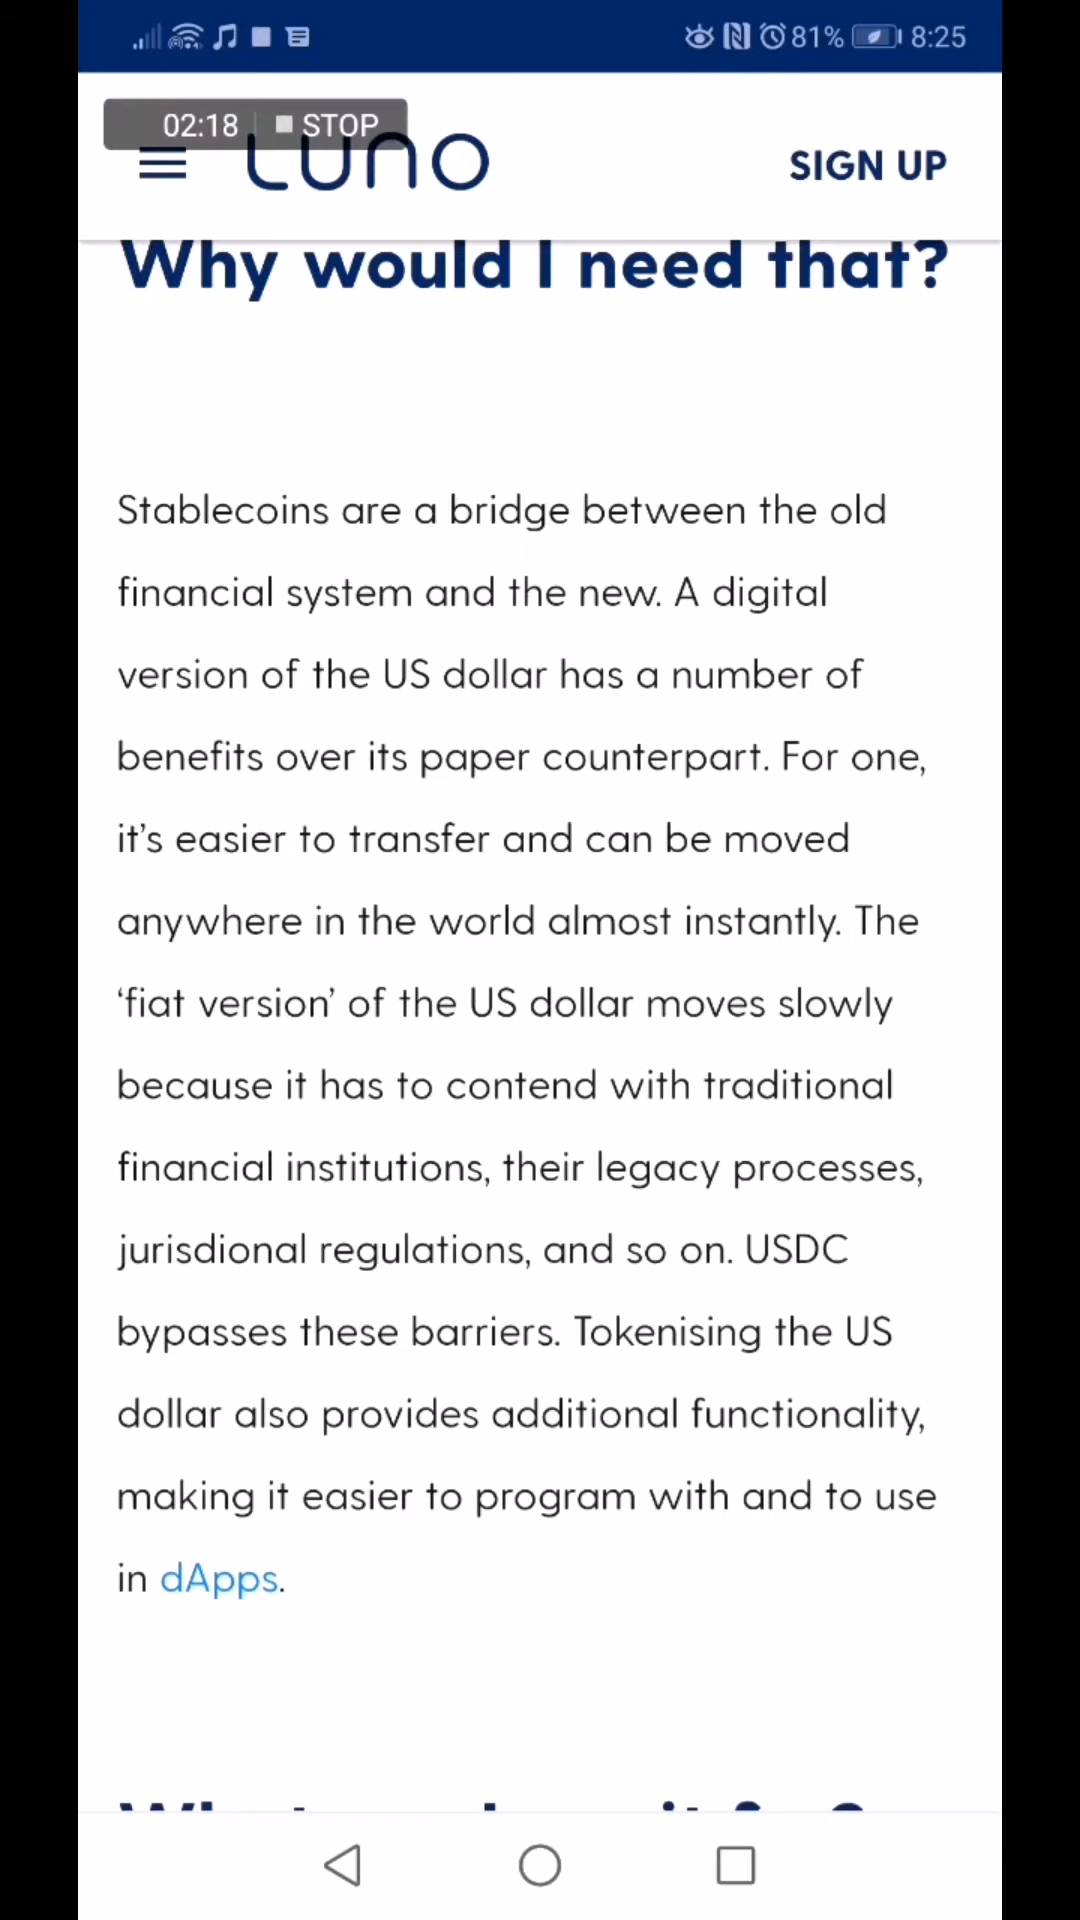 81% 8:25
02:18 STOP
LUNO
SIGN UP
Why would I need that?
Stablecoins are a bridge between the old
financial system and the new. A digital
version of the US dollar has a number of
benefits over its paper counterpart. For one,
it’s easier to transfer and can be moved
anywhere in the world almost instantly. The
‘fiat version’ of the US dollar moves slowly
because it has to contend with traditional
financial institutions, their legacy processes,
jurisdional regulations, and so on. USDC
bypasses these barriers. Tokenising the US
dollar also provides additional functionality,
making it easier to program with and to use
in dApps.